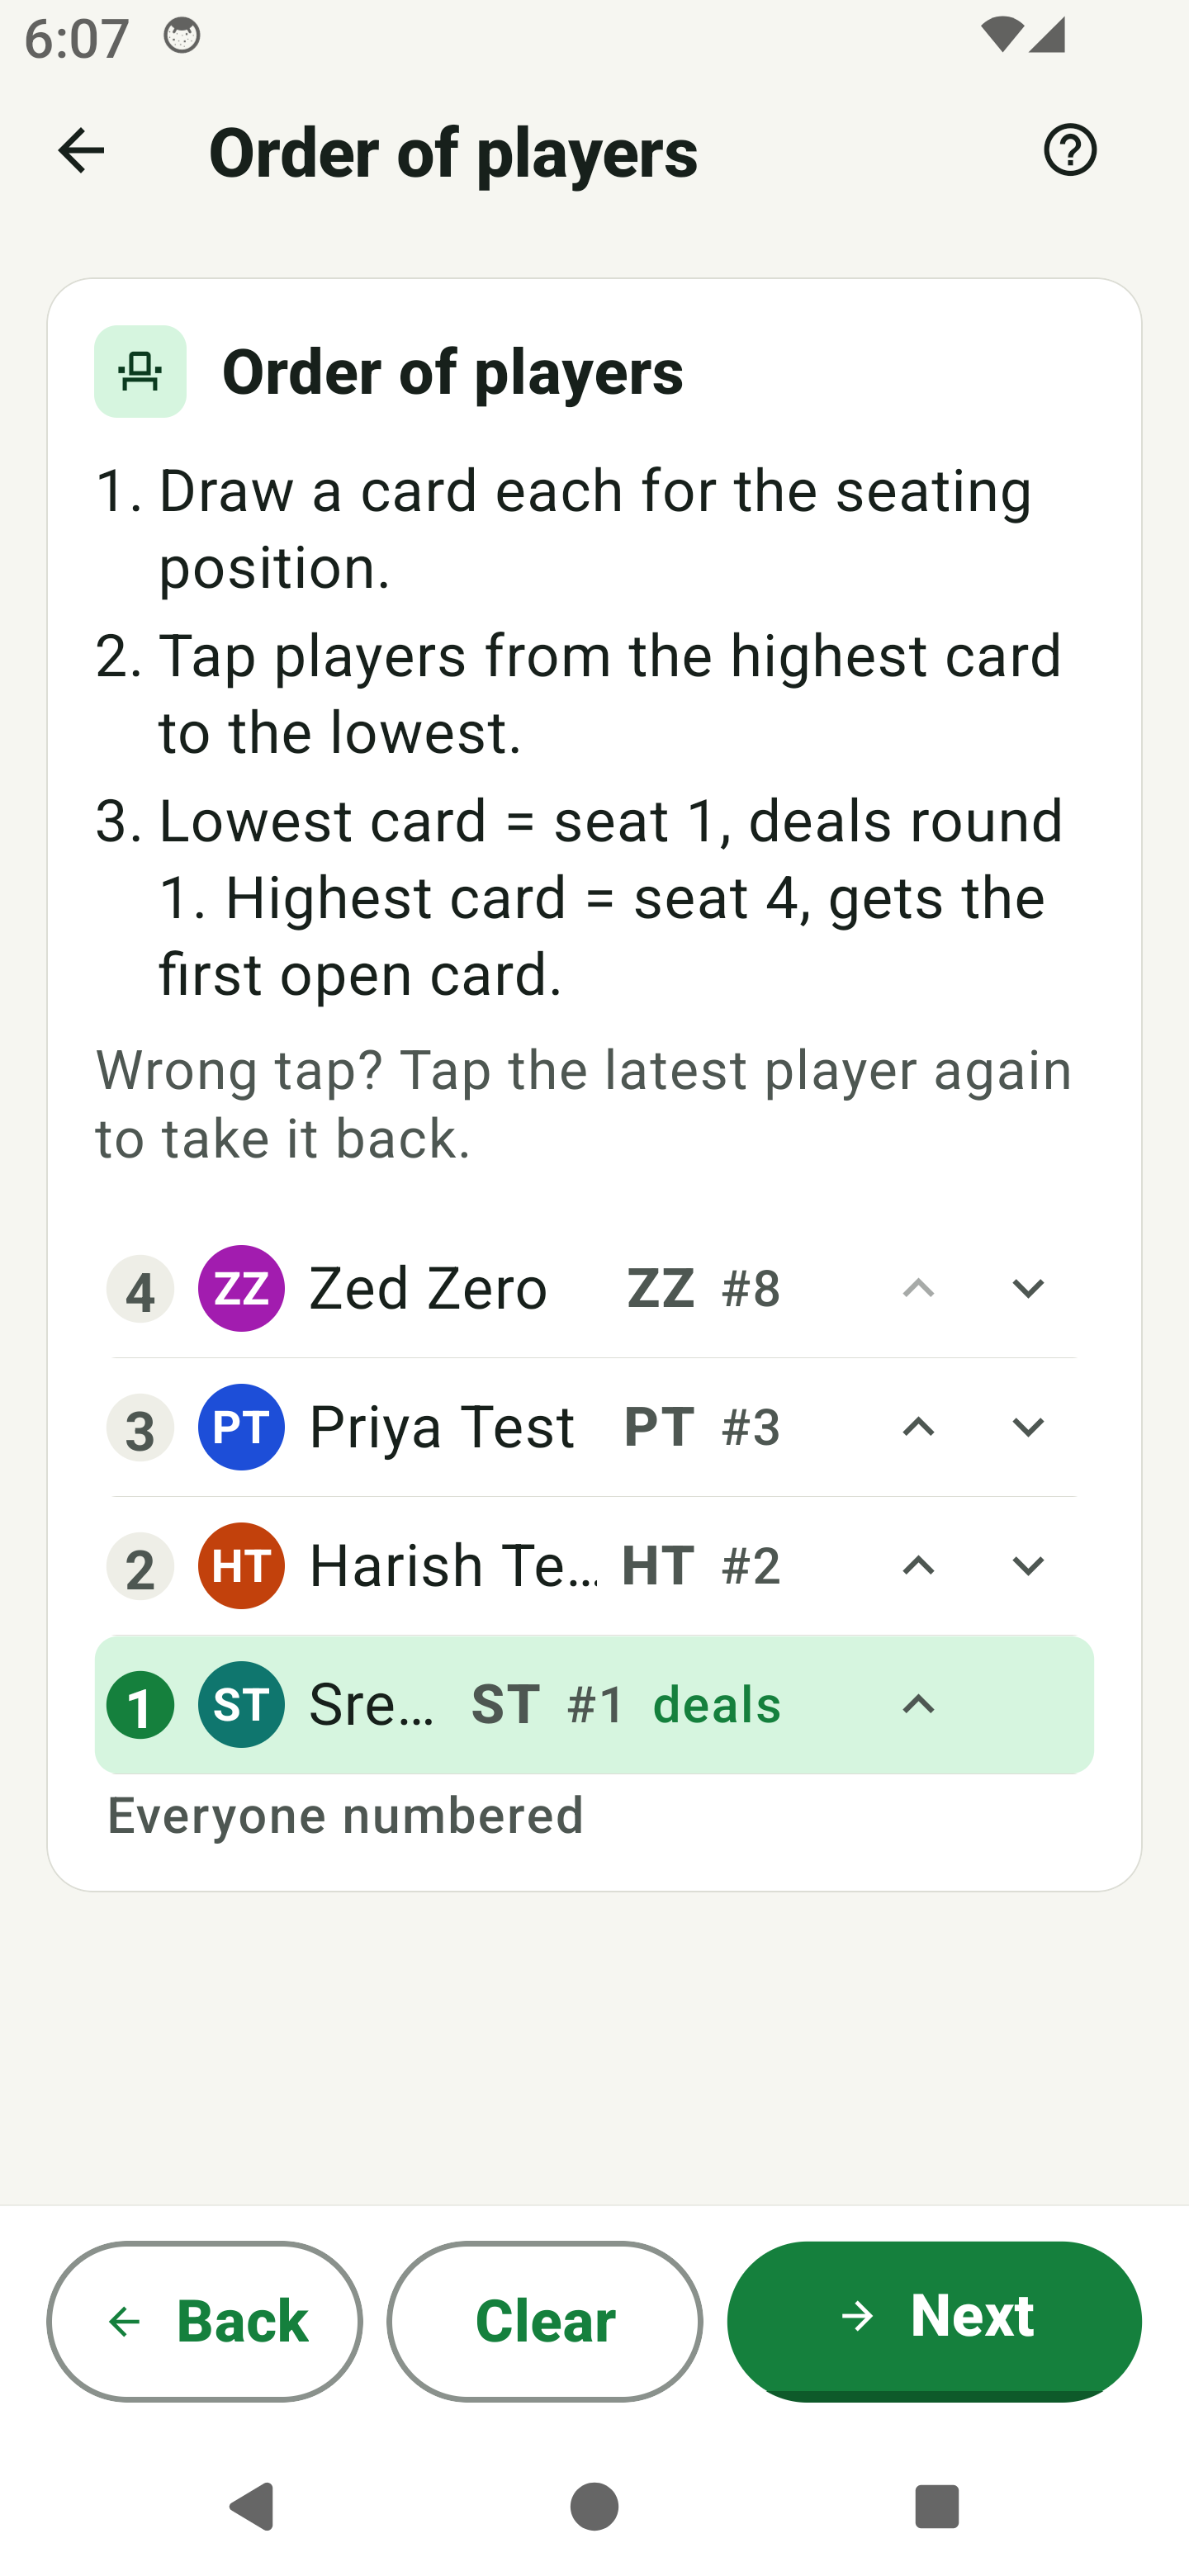 6:07
Order of players
Order of players
1. Draw a card each for the seating
position.
2. Tap players from the highest card
to the lowest.
3. Lowest card = seat 1, deals round
1. Highest card = seat 4, gets the
first open card.
Wrong tap? Tap the latest player again
to take it back.
4 ZZ Zed Zero ZZ #8
3 PT Priya Test PT #3
2 HT Harish Te... HT #2
1 ST Sre... ST #1 deals
Everyone numbered
Back Clear Next